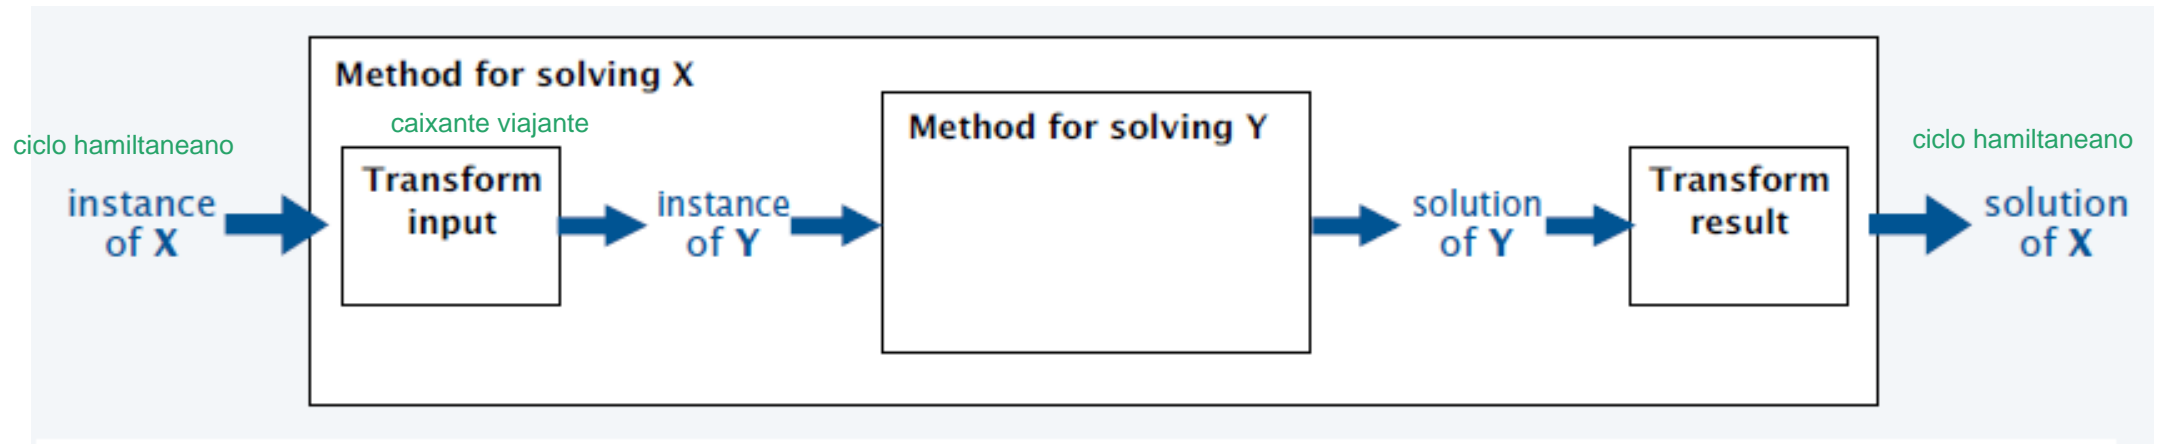 Method for solving X
caixante viajante
Method for solving Y
ciclo hamiltaneano
ciclo hamiltaneano
Transform
input
Transform
result
instance
of X
instance
of Y
solution
of Y
solution
of X